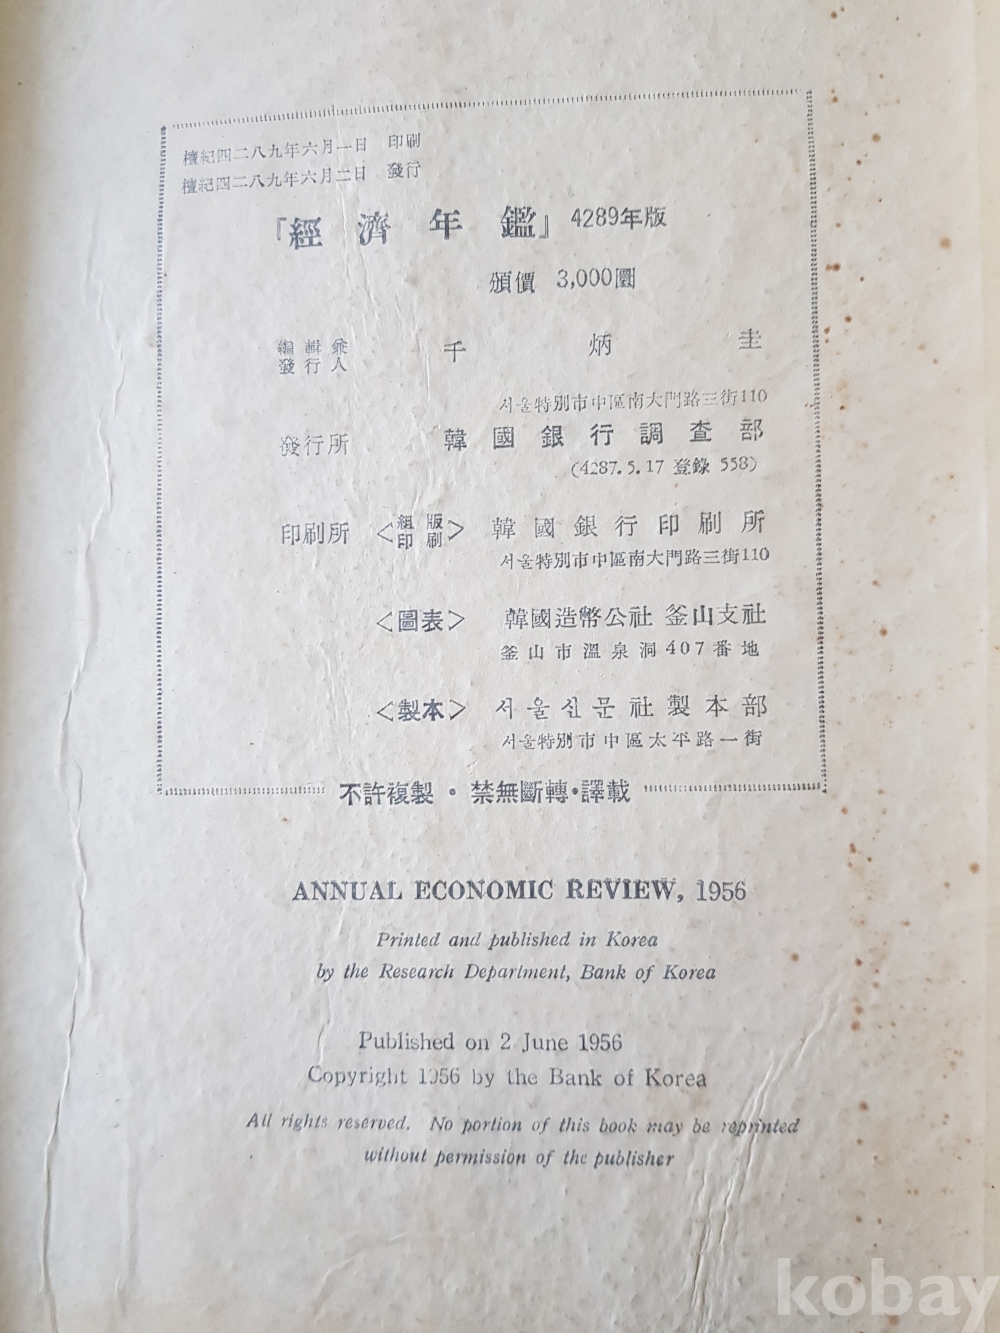 檀紀四二八九年六月一日 印刷
檀紀四二八九年六月二日 發行
『經濟年鑑』 4289年版
頒價 3,000圜
編輯兼
發行人 千炳圭
서울特別市中區南大門路三街110
發行所 韓國銀行調查部
(4287.5.17 登錄 558)
印刷所 <組版印刷> 韓國銀行印刷所
서울特別市中區南大門路三街110
<圖表> 韓國造幣公社 釜山支社
釜山市溫泉洞407番地
<製本> 서울신문社製本部
서울特別市中區太平路一街
不許複製・禁無斷轉・譯載
ANNUAL ECONOMIC REVIEW, 1956
Printed and published in Korea
by the Research Department, Bank of Korea
Published on 2 June 1956
Copyright 1956 by the Bank of Korea
All rights reserved. No portion of this book may be reprinted
without permission of the publisher
kobay